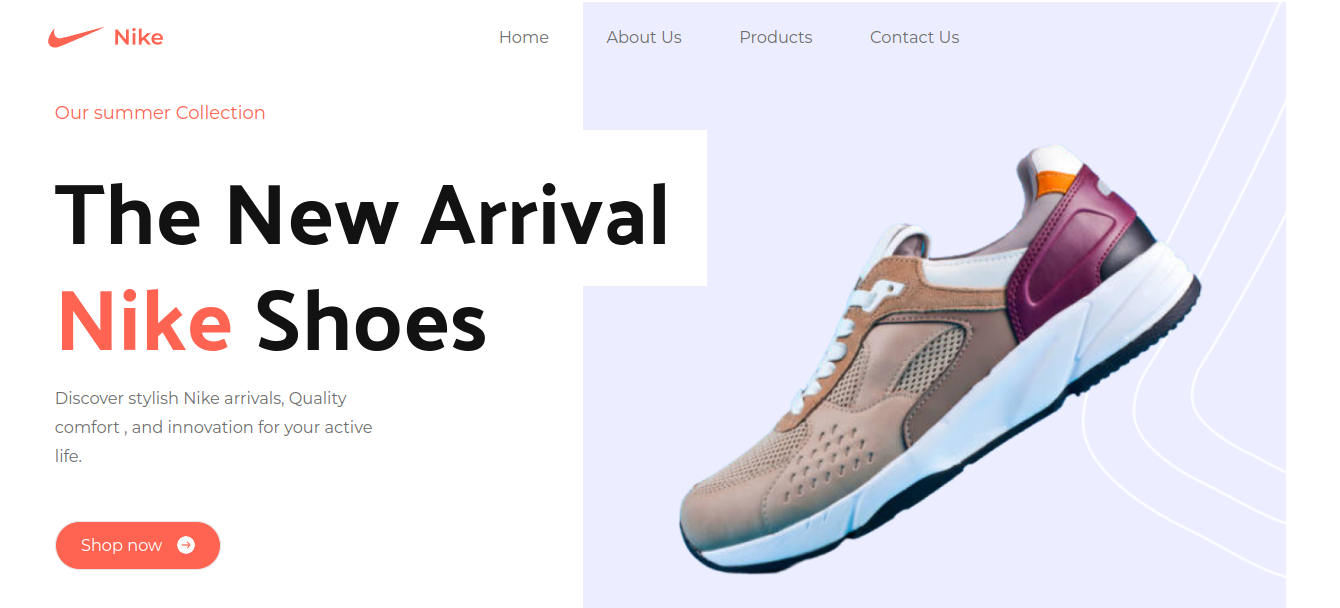 Nike
Home About Us Products Contact Us
Our summer Collection
The New Arrival
Nike Shoes
Discover stylish Nike arrivals, Quality
comfort , and innovation for your active
life.
Shop now